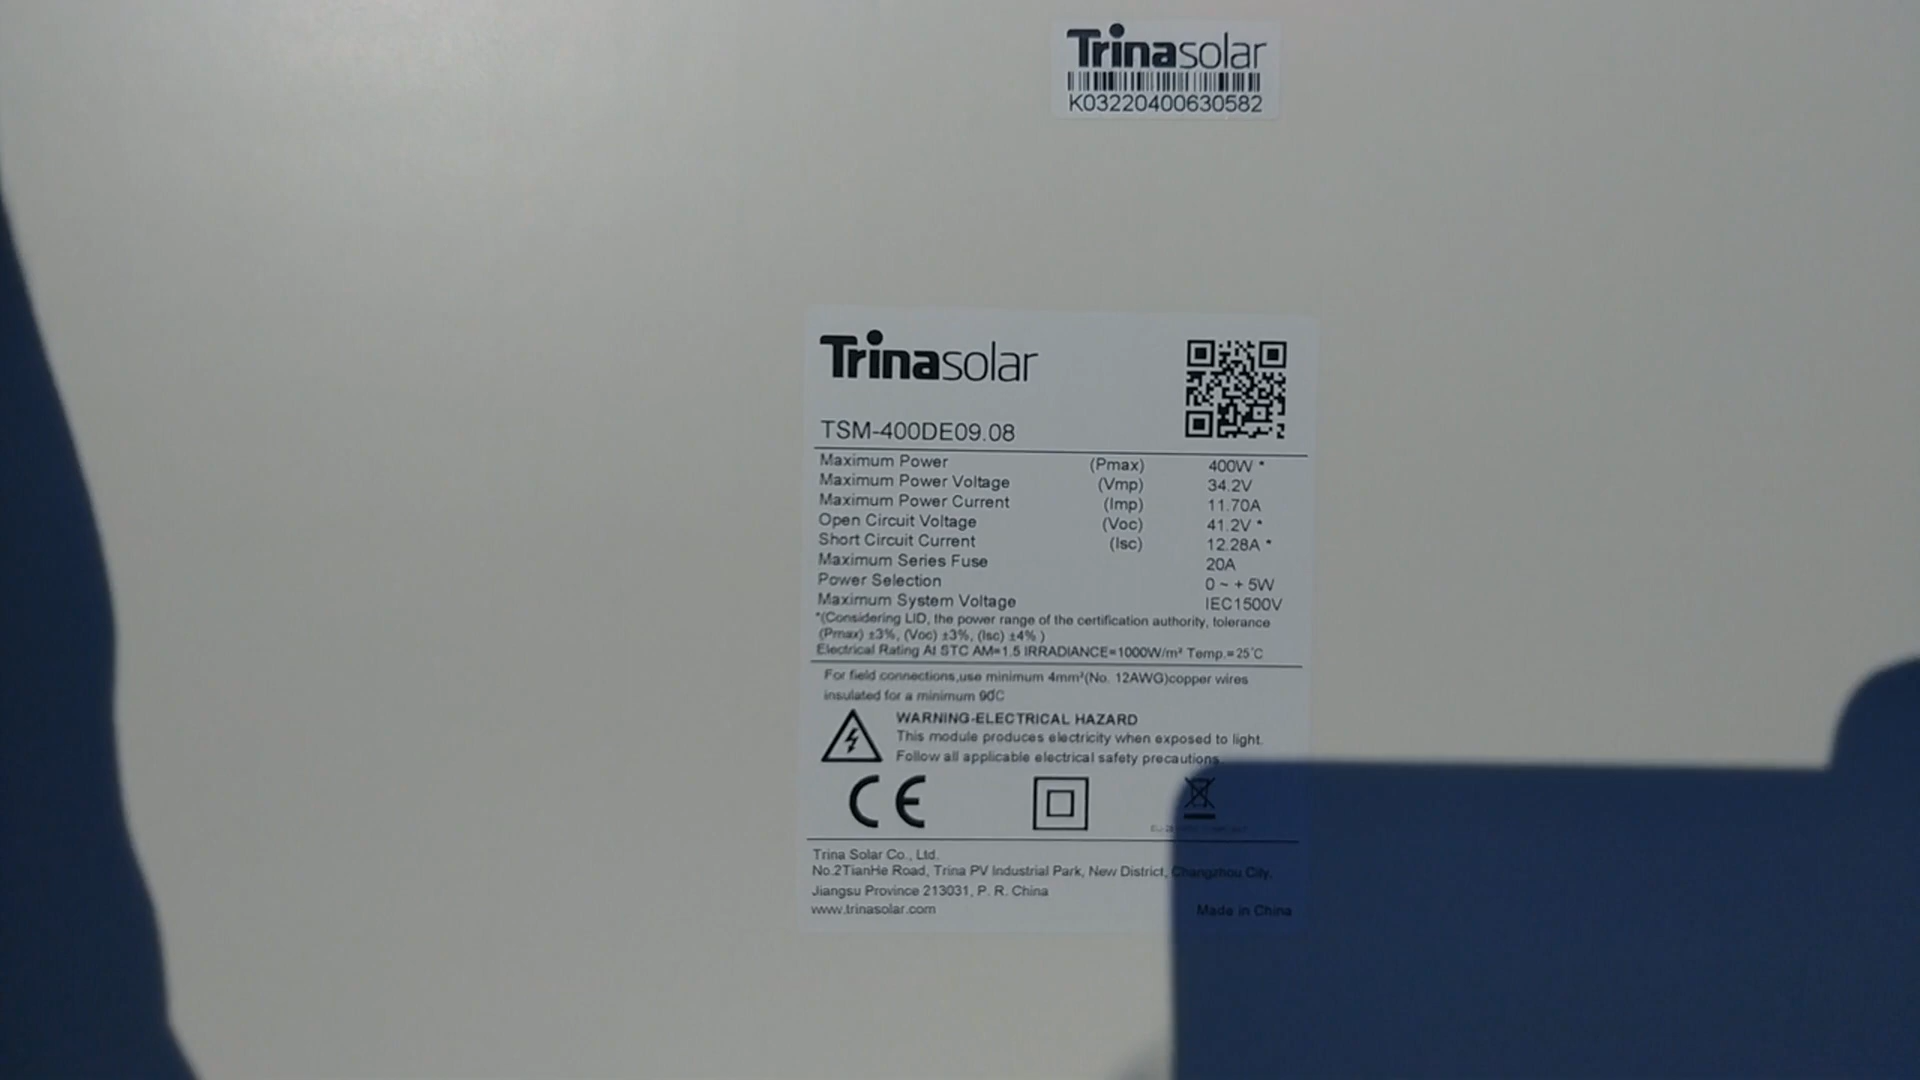 Trinasolar
K03220400630582
Trinasolar
TSM-400DE09.08
Maximum Power (Pmax) 400W *
Maximum Power Voltage (Vmp) 34.2V
Maximum Power Current (Imp) 11.70A
Open Circuit Voltage (Voc) 41.2V *
Short Circuit Current (Isc) 12.28A *
Maximum Series Fuse 20A
Power Selection 0 ~ + 5W
Maximum System Voltage IEC1500V
*(Considering LID, the power range of the certification authority, tolerance
(Pmax) ±3%, (Voc) ±3%, (Isc) ±4% )
Electrical Rating At STC AM=1.5 IRRADIANCE=1000W/m² Temp.=25°C
For field connections,use minimum 4mm²(No. 12AWG)copper wires
insulated for a minimum 90°C
WARNING-ELECTRICAL HAZARD
This module produces electricity when exposed to light.
Follow all applicable electrical safety precautions.
CE
Trina Solar Co., Ltd.
No.2TianHe Road, Trina PV Industrial Park, New District, Changzhou City,
Jiangsu Province 213031, P. R. China
www.trinasolar.com Made in China